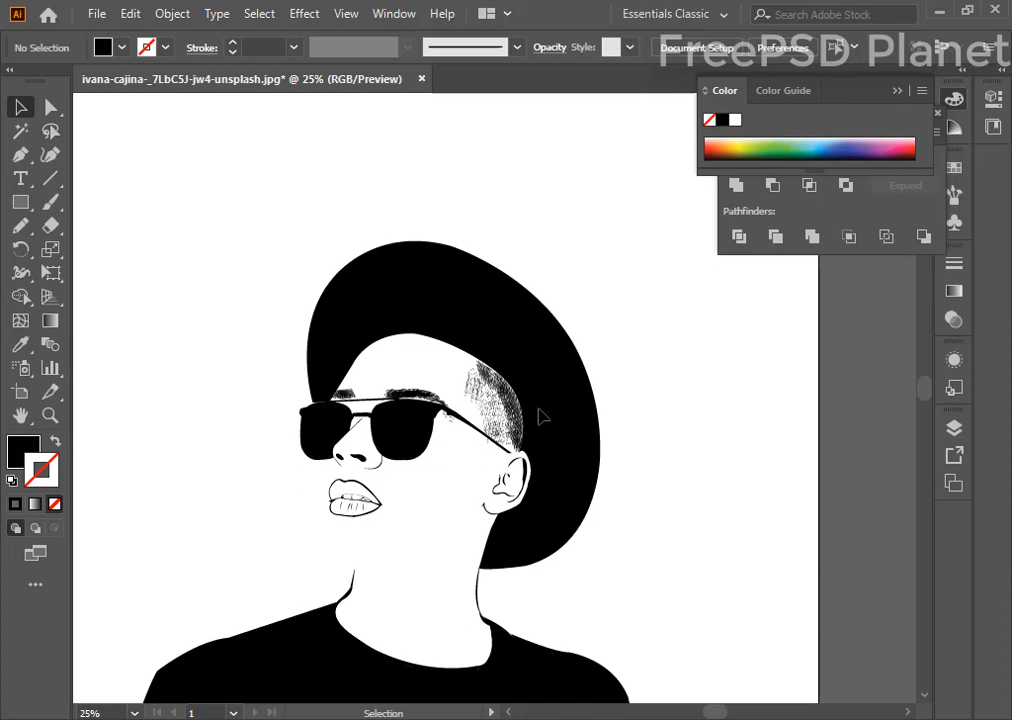 Ai File Edit Object Type Select Effect View Window Help Essentials Classic Search Adobe Stock
No Selection Stroke: Opacity Style: Document Setup Preferences
FreePSD Planet
ivana-cajina-_7LbC5J-jw4-unsplash.jpg* @ 25% (RGB/Preview)
Color Color Guide
Expand
Pathfinders:
25% 1 Selection